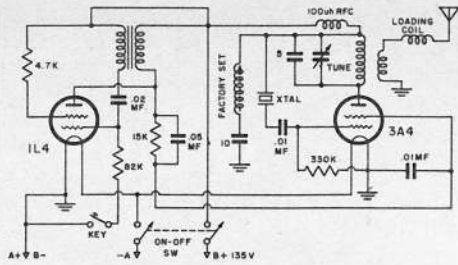 100uh RFC
LOADING
COIL
4.7K
.02
MF.
FACTORY SET
5
TUNE
XTAL
1L4
15K
.05
MF
10
.01
MF
3A4
82K
330K
.01MF
KEY
ON-OFF
SW
A+ B-
-A
B+ 135V